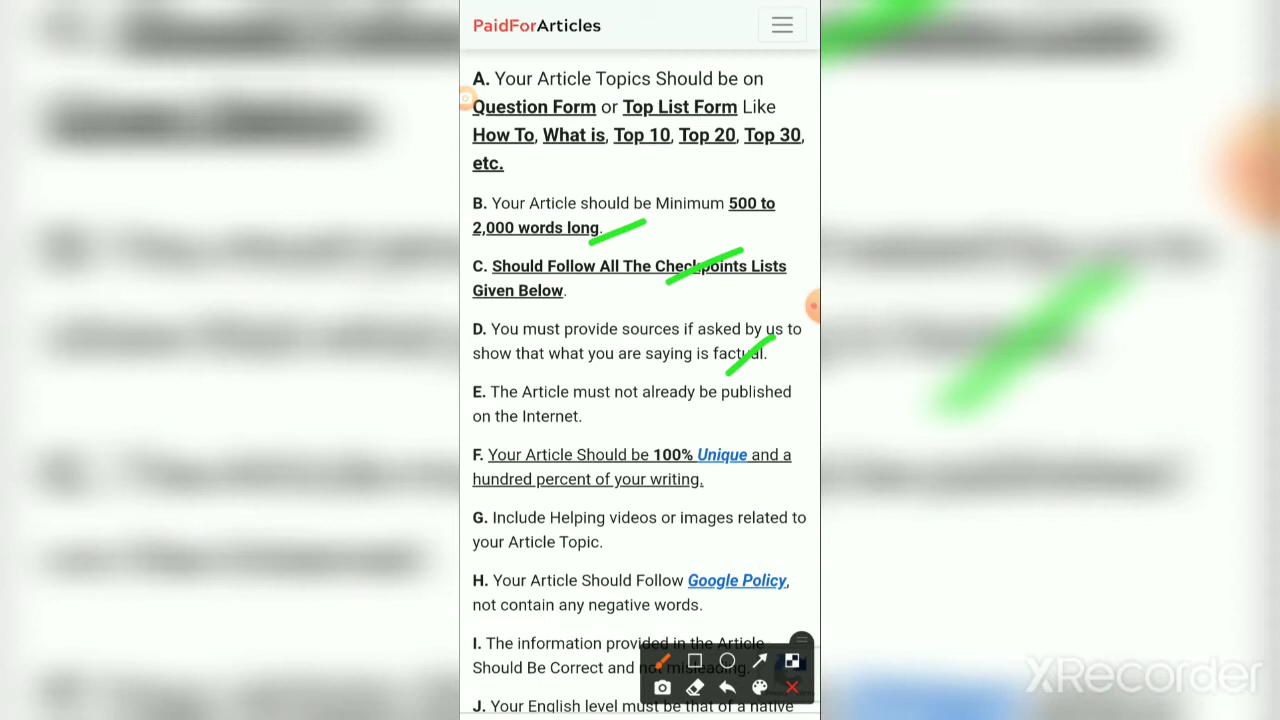 PaidForArticles
A. Your Article Topics Should be on
Question Form or Top List Form Like
How To, What is, Top 10, Top 20, Top 30,
etc.
B. Your Article should be Minimum 500 to
2,000 words long.
C. Should Follow All The Checkpoints Lists
Given Below.
D. You must provide sources if asked by us to
show that what you are saying is factual.
E. The Article must not already be published
on the Internet.
F. Your Article Should be 100% Unique and a
hundred percent of your writing.
G. Include Helping videos or images related to
your Article Topic.
H. Your Article Should Follow Google Policy,
not contain any negative words.
I. The information provided in the Article
Should Be Correct and not misleading.
J. Your English level must be that of a native
XRecorder